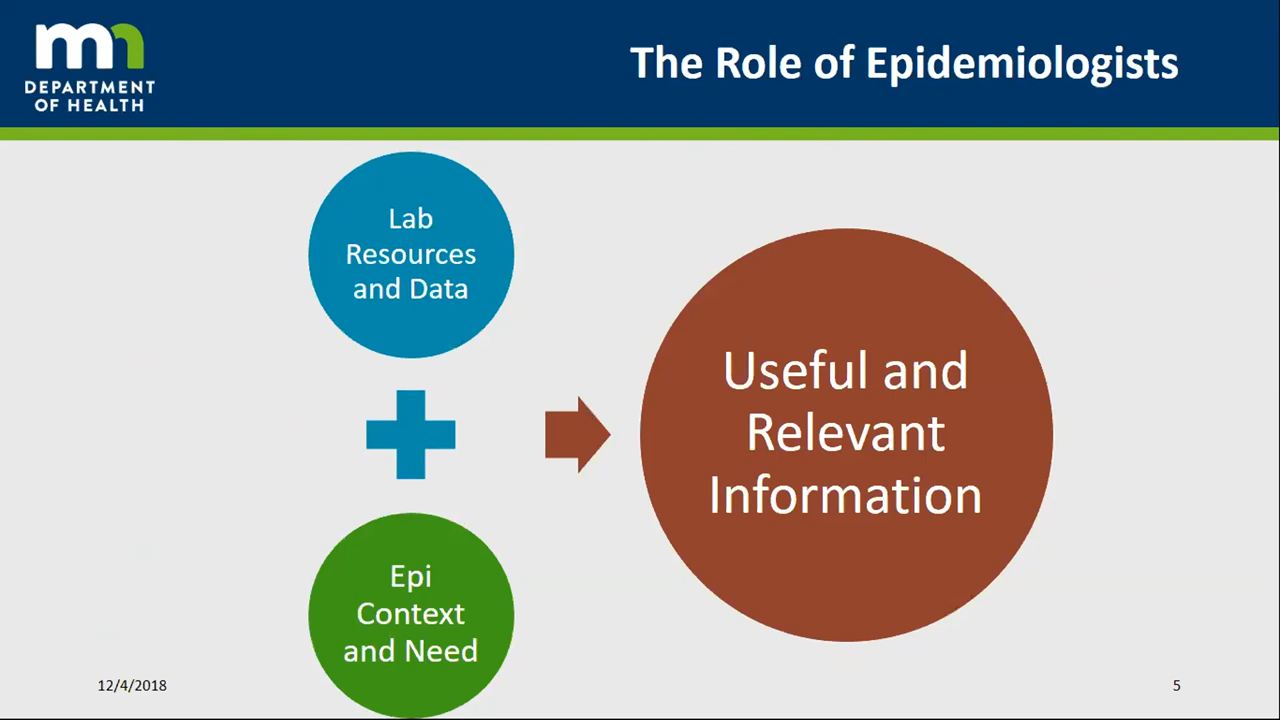 mn
DEPARTMENT
OF HEALTH
The Role of Epidemiologists
Lab
Resources
and Data
Epi
Context
and Need
Useful and
Relevant
Information
12/4/2018
5